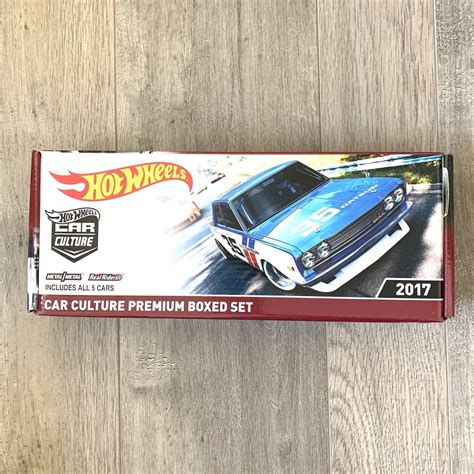 HOT WHEELS
HOT WHEELS
CAR
CULTURE
METAL/METAL Real Riders
INCLUDES ALL 5 CARS
CAR CULTURE PREMIUM BOXED SET
2017
35
DATSUN
35